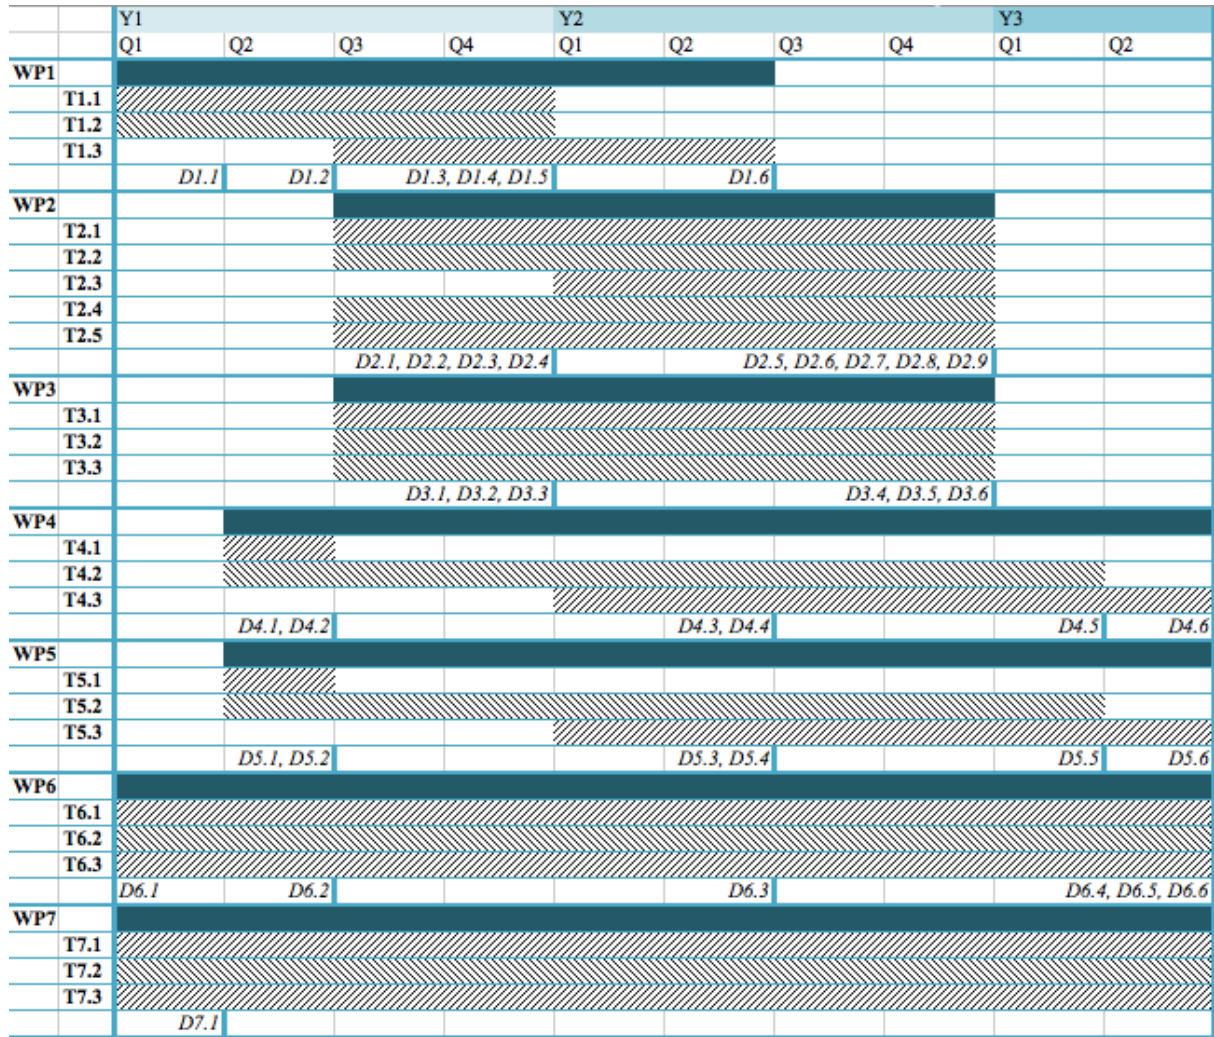 Y1 Y2 Y3
Q1 Q2 Q3 Q4 Q1 Q2 Q3 Q4 Q1 Q2
WP1
T1.1
T1.2
T1.3
D1.1 D1.2 D1.3, D1.4, D1.5 D1.6
WP2
T2.1
T2.2
T2.3
T2.4
T2.5
D2.1, D2.2, D2.3, D2.4 D2.5, D2.6, D2.7, D2.8, D2.9
WP3
T3.1
T3.2
T3.3
D3.1, D3.2, D3.3 D3.4, D3.5, D3.6
WP4
T4.1
T4.2
T4.3
D4.1, D4.2 D4.3, D4.4 D4.5 D4.6
WP5
T5.1
T5.2
T5.3
D5.1, D5.2 D5.3, D5.4 D5.5 D5.6
WP6
T6.1
T6.2
T6.3
D6.1 D6.2 D6.3 D6.4, D6.5, D6.6
WP7
T7.1
T7.2
T7.3
D7.1